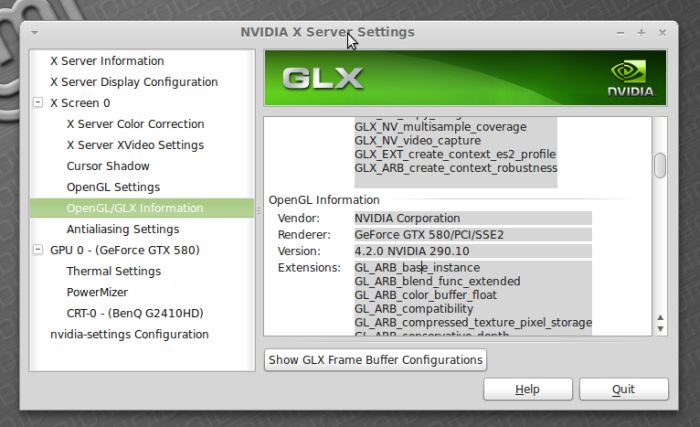 NVIDIA X Server Settings
X Server Information
X Server Display Configuration
X Screen 0
X Server Color Correction
X Server XVideo Settings
Cursor Shadow
OpenGL Settings
OpenGL/GLX Information
Antialiasing Settings
GPU 0 - (GeForce GTX 580)
Thermal Settings
PowerMizer
CRT-0 - (BenQ G2410HD)
nvidia-settings Configuration
GLX
NVIDIA
GLX_NV_multisample_coverage
GLX_NV_video_capture
GLX_EXT_create_context_es2_profile
GLX_ARB_create_context_robustness
OpenGL Information
Vendor: NVIDIA Corporation
Renderer: GeForce GTX 580/PCI/SSE2
Version: 4.2.0 NVIDIA 290.10
Extensions: GL_ARB_base_instance
GL_ARB_blend_func_extended
GL_ARB_color_buffer_float
GL_ARB_compatibility
GL_ARB_compressed_texture_pixel_storage
GL_ARB_conservative_depth
Show GLX Frame Buffer Configurations
Help
Quit